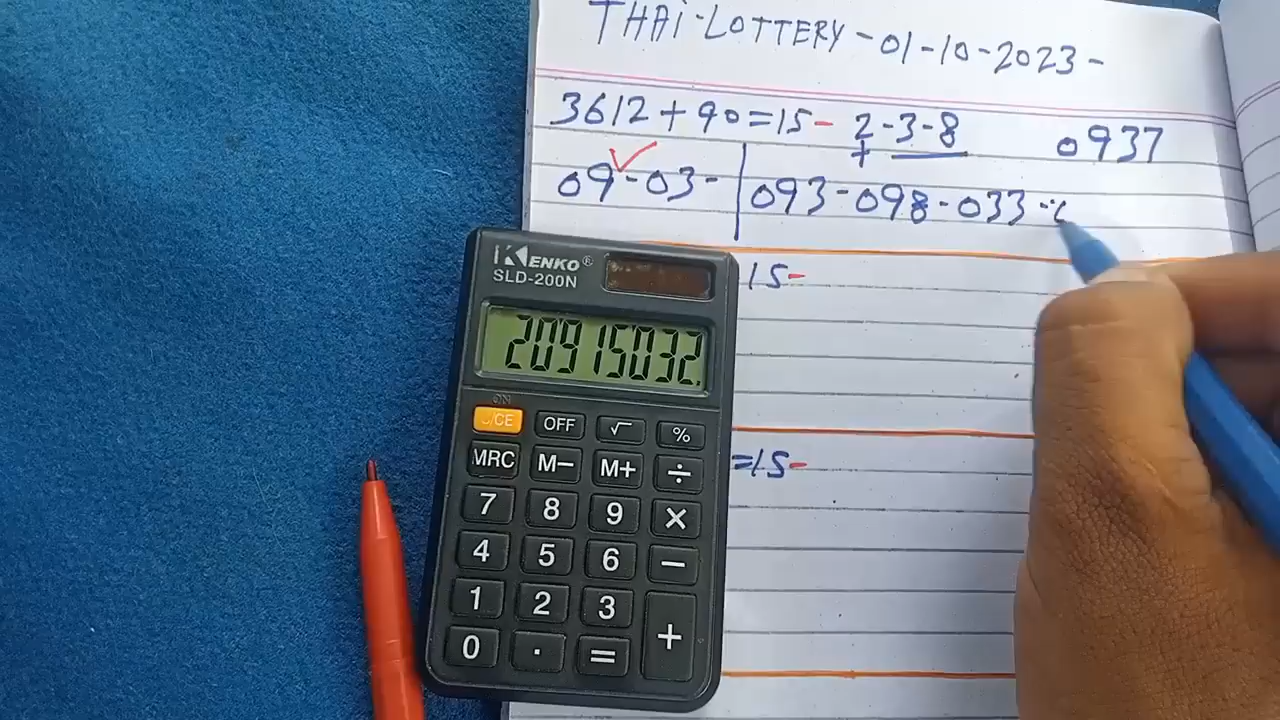 THAI-LOTTERY-01-10-2023-
3612+90=15- 2-3-8 0937
+
09-03- 093-098-033-
15-
=15-
KENKO®
SLD-200N
20915032.
ON
/CE OFF √ %
MRC M− M+ ÷
7 8 9 ×
4 5 6 −
1 2 3 +
0 . =